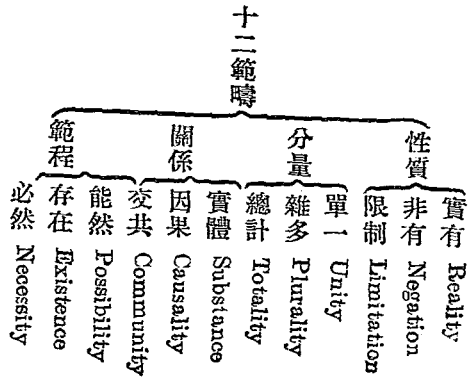 十二範疇
性質
實有 Reality
非有 Negation
限制 Limitation
分量
單一 Unity
雜多 Plurality
總計 Totality
關係
實體 Substance
因果 Causality
交共 Community
範程
能然 Possibility
存在 Existence
必然 Necessity